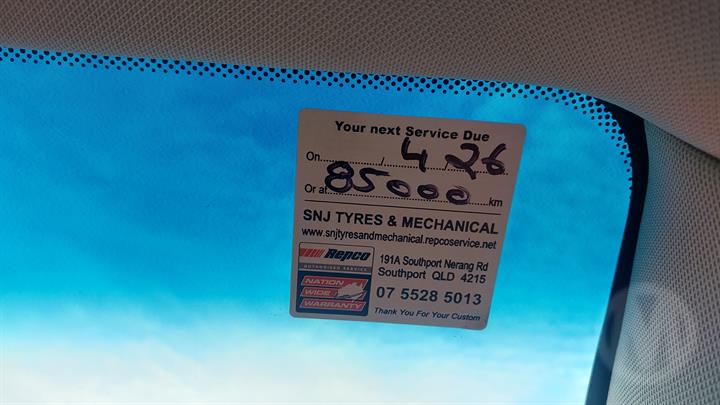 Your next Service Due
On............/.4./.26
Or at 85000 km
SNJ TYRES & MECHANICAL
www.snjtyresandmechanical.repcoservice.net
Repco
AUTHORISED SERVICE
NATION
WIDE
WARRANTY
191A Southport Nerang Rd
Southport QLD 4215
07 5528 5013
Thank You For Your Custom